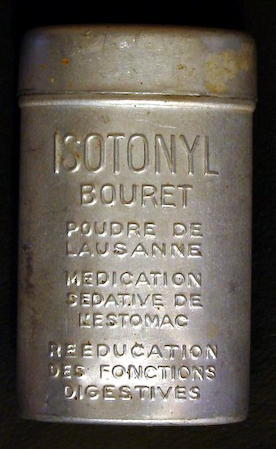 ISOTONYL
BOURET
POUDRE DE
LAUSANNE
MEDICATION
SEDATIVE DE
L'ESTOMAC
REEDUCATION
DES FONCTIONS
DIGESTIVES